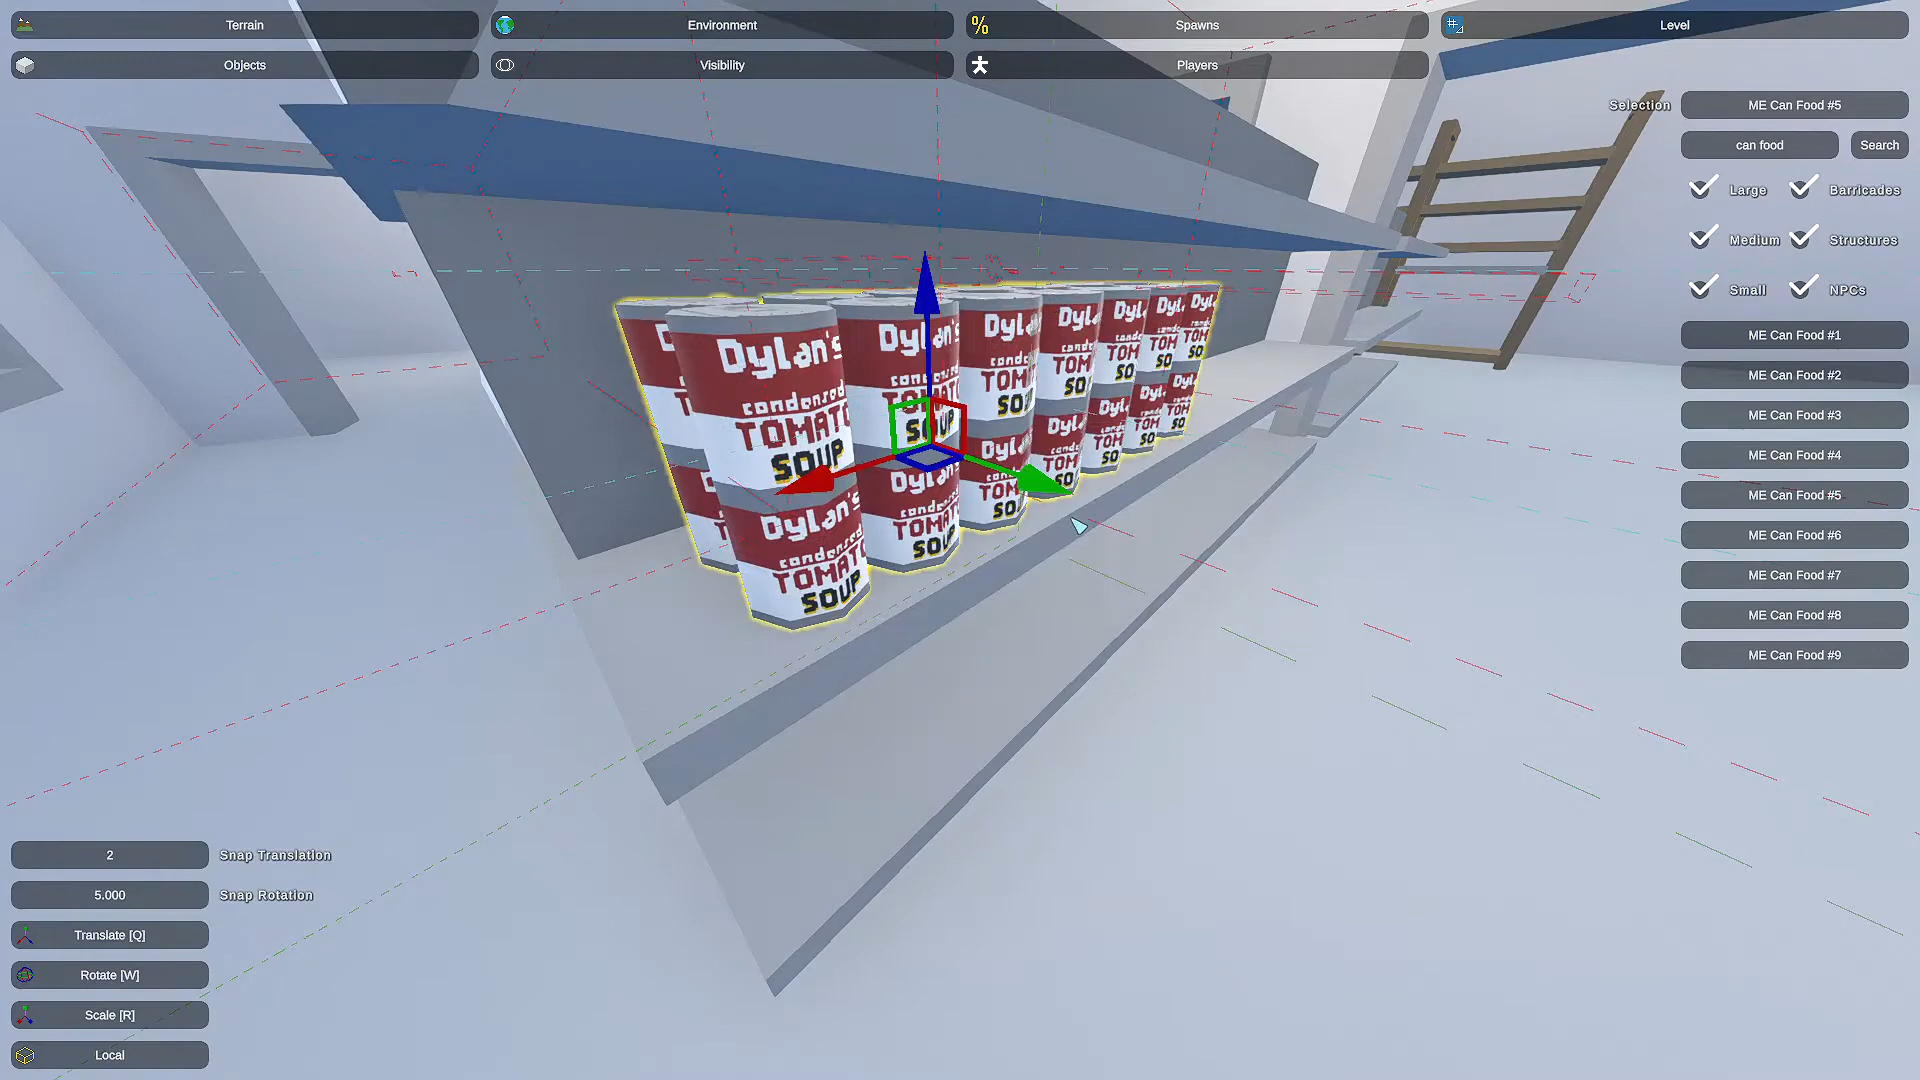 Terrain
Environment
Spawns
Level
Objects
Visibility
Players
Selection
ME Can Food #5
can food
Search
Large
Barricades
Medium
Structures
Small
NPCs
ME Can Food #1
ME Can Food #2
ME Can Food #3
ME Can Food #4
ME Can Food #5
ME Can Food #6
ME Can Food #7
ME Can Food #8
ME Can Food #9
Dylan's
condensed
TOMATO
SOUP
Dylan's
condensed
TOMATO
SOUP
2
Snap Translation
5.000
Snap Rotation
Translate [Q]
Rotate [W]
Scale [R]
Local